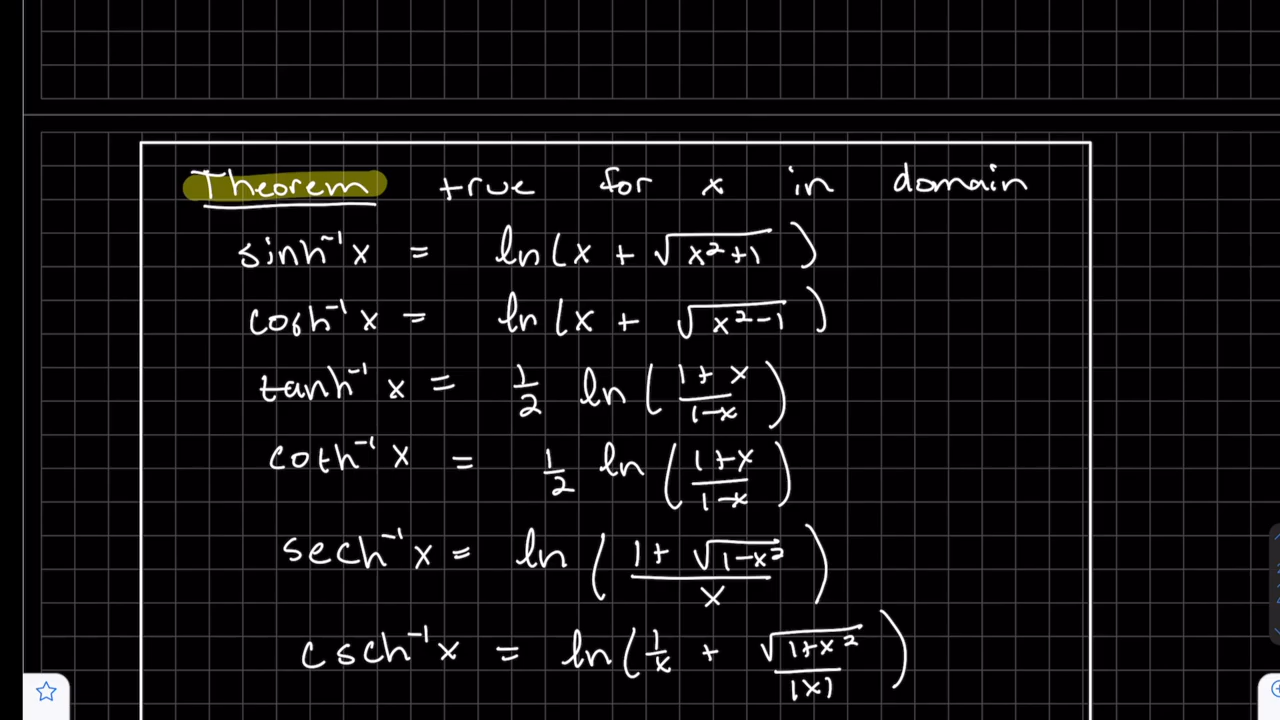 Theorem true for x in domain
sinh⁻¹x = ln(x + √(x²+1))
cosh⁻¹x = ln(x + √(x²-1))
tanh⁻¹x = 1/2 ln((1+x)/(1-x))
coth⁻¹x = 1/2 ln((1+x)/(1-x))
sech⁻¹x = ln((1+√(1-x²))/x)
csch⁻¹x = ln(1/x + √(1+x²)/|x|)